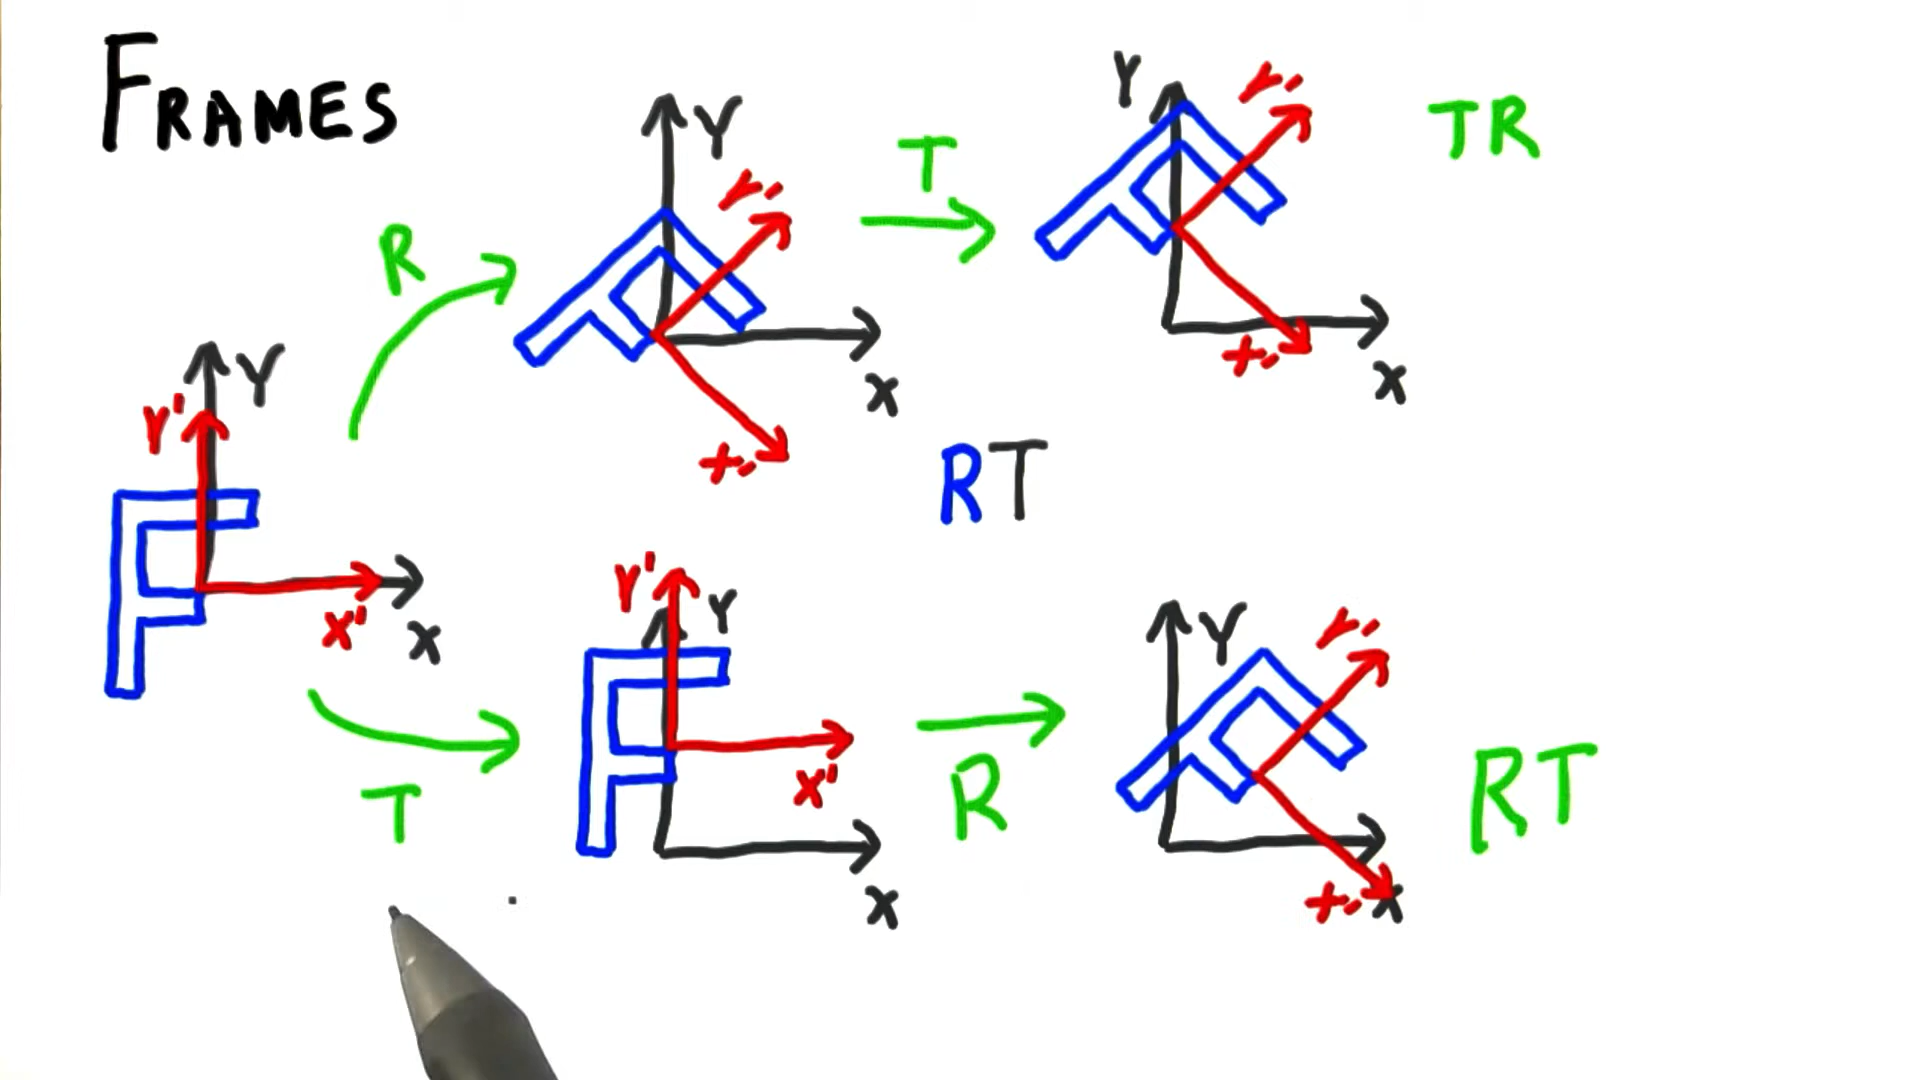 FRAMES
Y
Y'
X'
X
R
Y
Y'
X
X'
T
Y
Y'
X'
X
TR
RT
T
Y'
Y
X'
X
R
Y
Y'
X'
X
RT